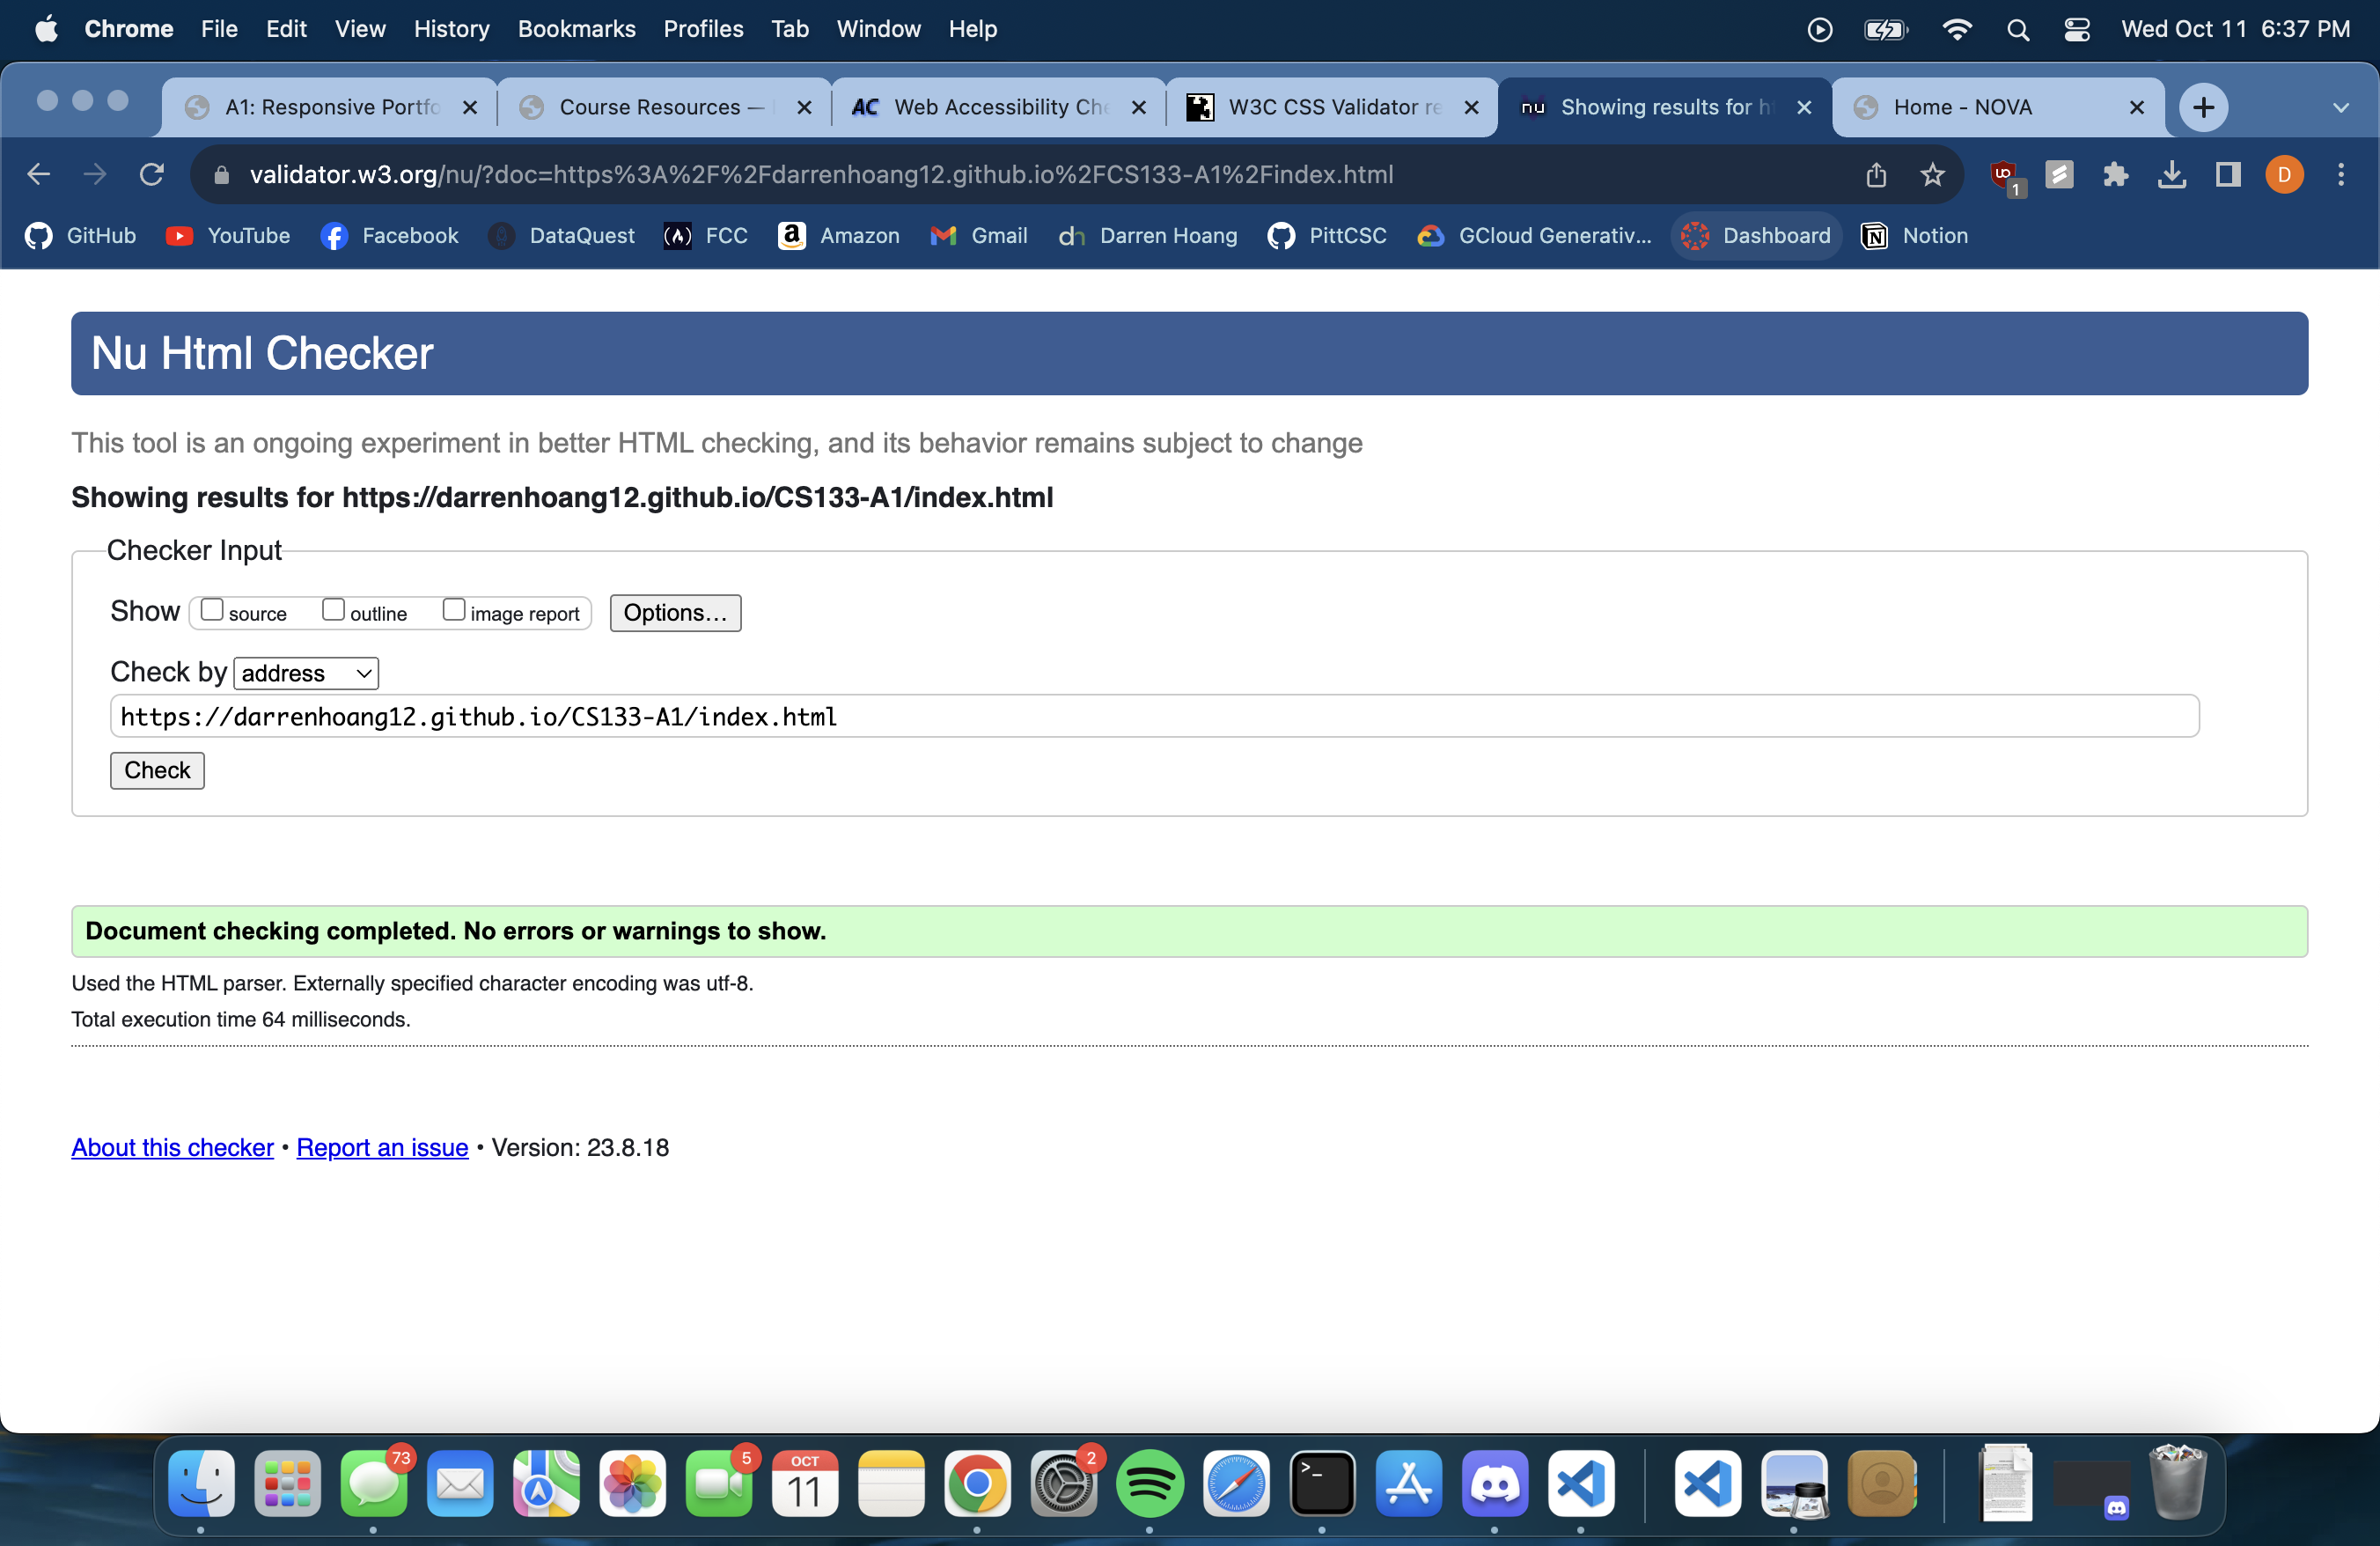 Chrome File Edit View History Bookmarks Profiles Tab Window Help Wed Oct 11 6:37 PM
A1: Responsive Portfo Course Resources — AC Web Accessibility Che W3C CSS Validator re nu Showing results for h Home - NOVA
validator.w3.org/nu/?doc=https%3A%2F%2Fdarrenhoang12.github.io%2FCS133-A1%2Findex.html 1 D
GitHub YouTube Facebook DataQuest FCC Amazon Gmail dh Darren Hoang PittCSC GCloud Generativ... Dashboard Notion
Nu Html Checker
This tool is an ongoing experiment in better HTML checking, and its behavior remains subject to change
Showing results for https://darrenhoang12.github.io/CS133-A1/index.html
Checker Input
Show source outline image report Options...
Check by address
https://darrenhoang12.github.io/CS133-A1/index.html
Check
Document checking completed. No errors or warnings to show.
Used the HTML parser. Externally specified character encoding was utf-8.
Total execution time 64 milliseconds.
About this checker • Report an issue • Version: 23.8.18
73 5 OCT 11 2